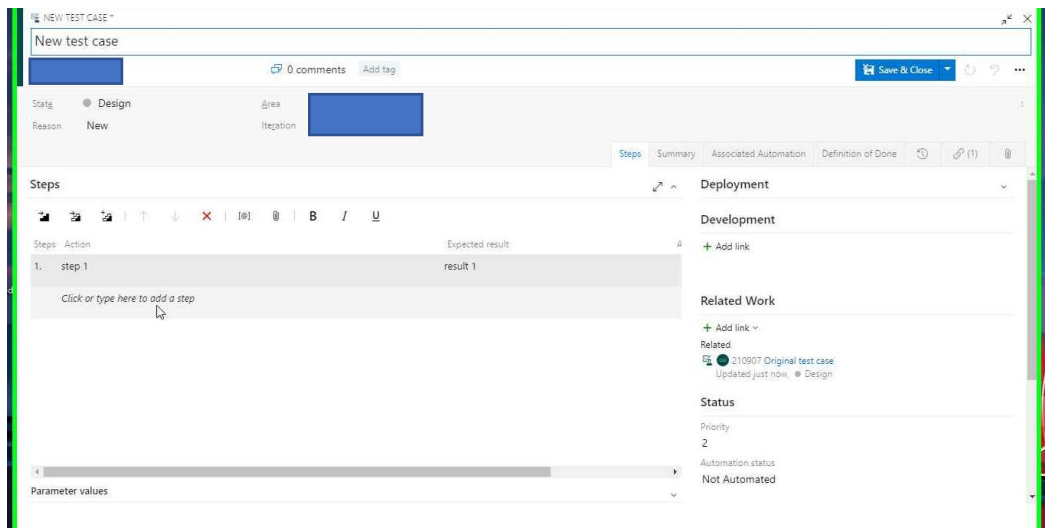 NEW TEST CASE *
New test case
0 comments Add tag
Save & Close
State Design
Reason New
Area
Iteration
Steps Summary Associated Automation Definition of Done (1)
Steps
B I U
Steps Action Expected result
1. step 1 result 1
Click or type here to add a step
Parameter values
Deployment
Development
+ Add link
Related Work
+ Add link
Related
210907 Original test case
Updated just now, Design
Status
Priority
2
Automation status
Not Automated